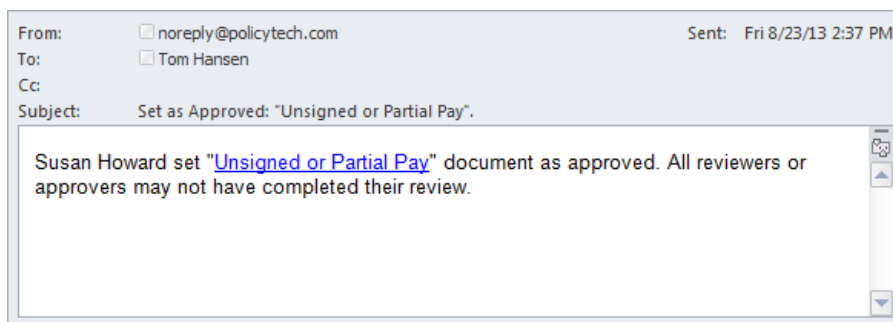 From: noreply@policytech.com Sent: Fri 8/23/13 2:37 PM
To: Tom Hansen
Cc:
Subject: Set as Approved: "Unsigned or Partial Pay".
Susan Howard set "Unsigned or Partial Pay" document as approved. All reviewers or
approvers may not have completed their review.